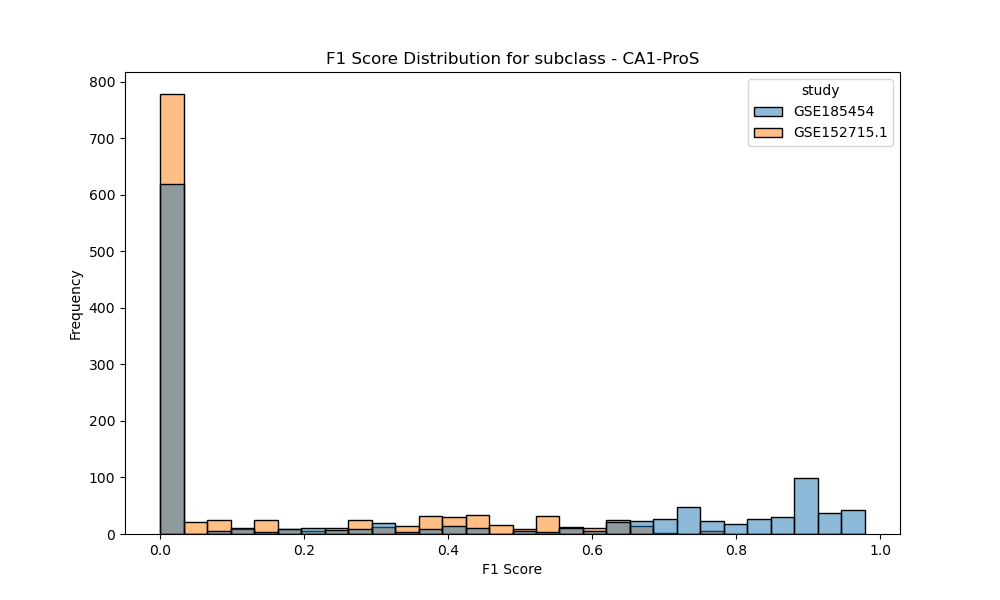 F1 Score Distribution for subclass - CA1-ProS
study
GSE185454
GSE152715.1
Frequency
800
700
600
500
400
300
200
100
0
0.0 0.2 0.4 0.6 0.8 1.0
F1 Score